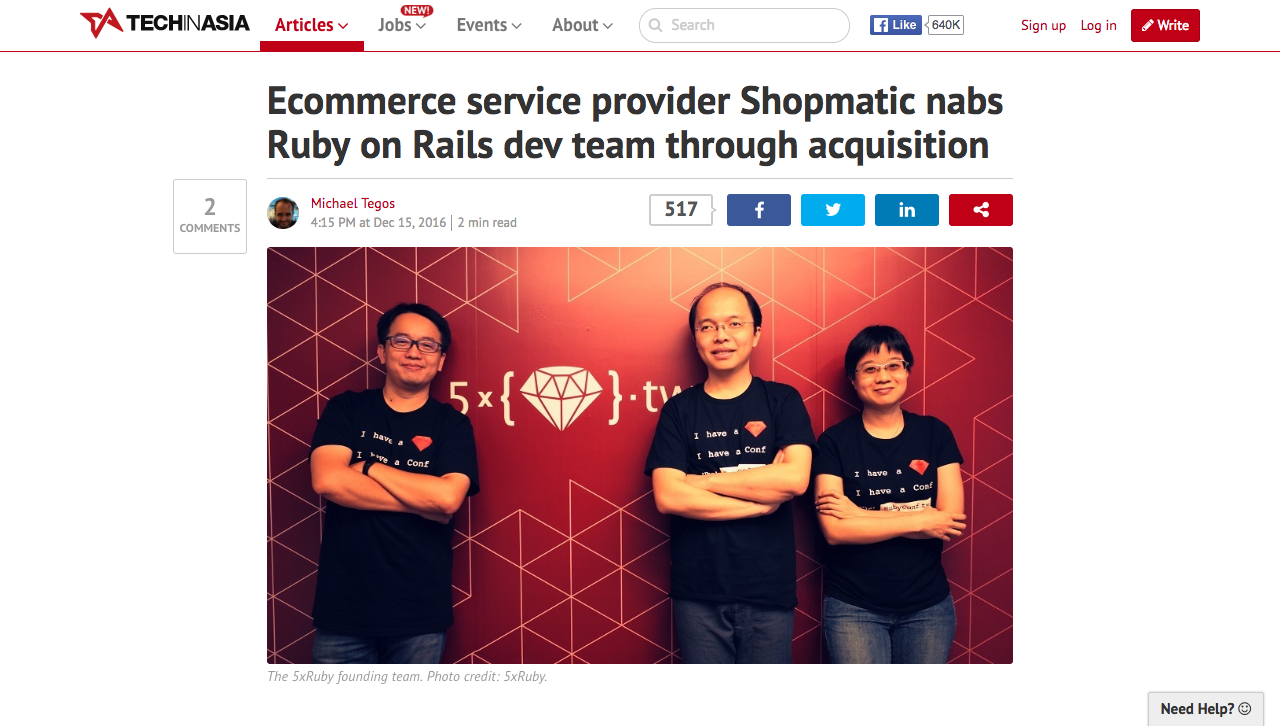 TECHINASIA
Articles
Jobs
NEW!
Events
About
Search
Like
640K
Sign up
Log in
Write
Ecommerce service provider Shopmatic nabs
Ruby on Rails dev team through acquisition
2
COMMENTS
Michael Tegos
4:15 PM at Dec 15, 2016 | 2 min read
517
5x{ }·tw
I have a
I have a Conf
I have a
I have a Conf
I have a
I have a Conf
The 5xRuby founding team. Photo credit: 5xRuby.
Need Help?